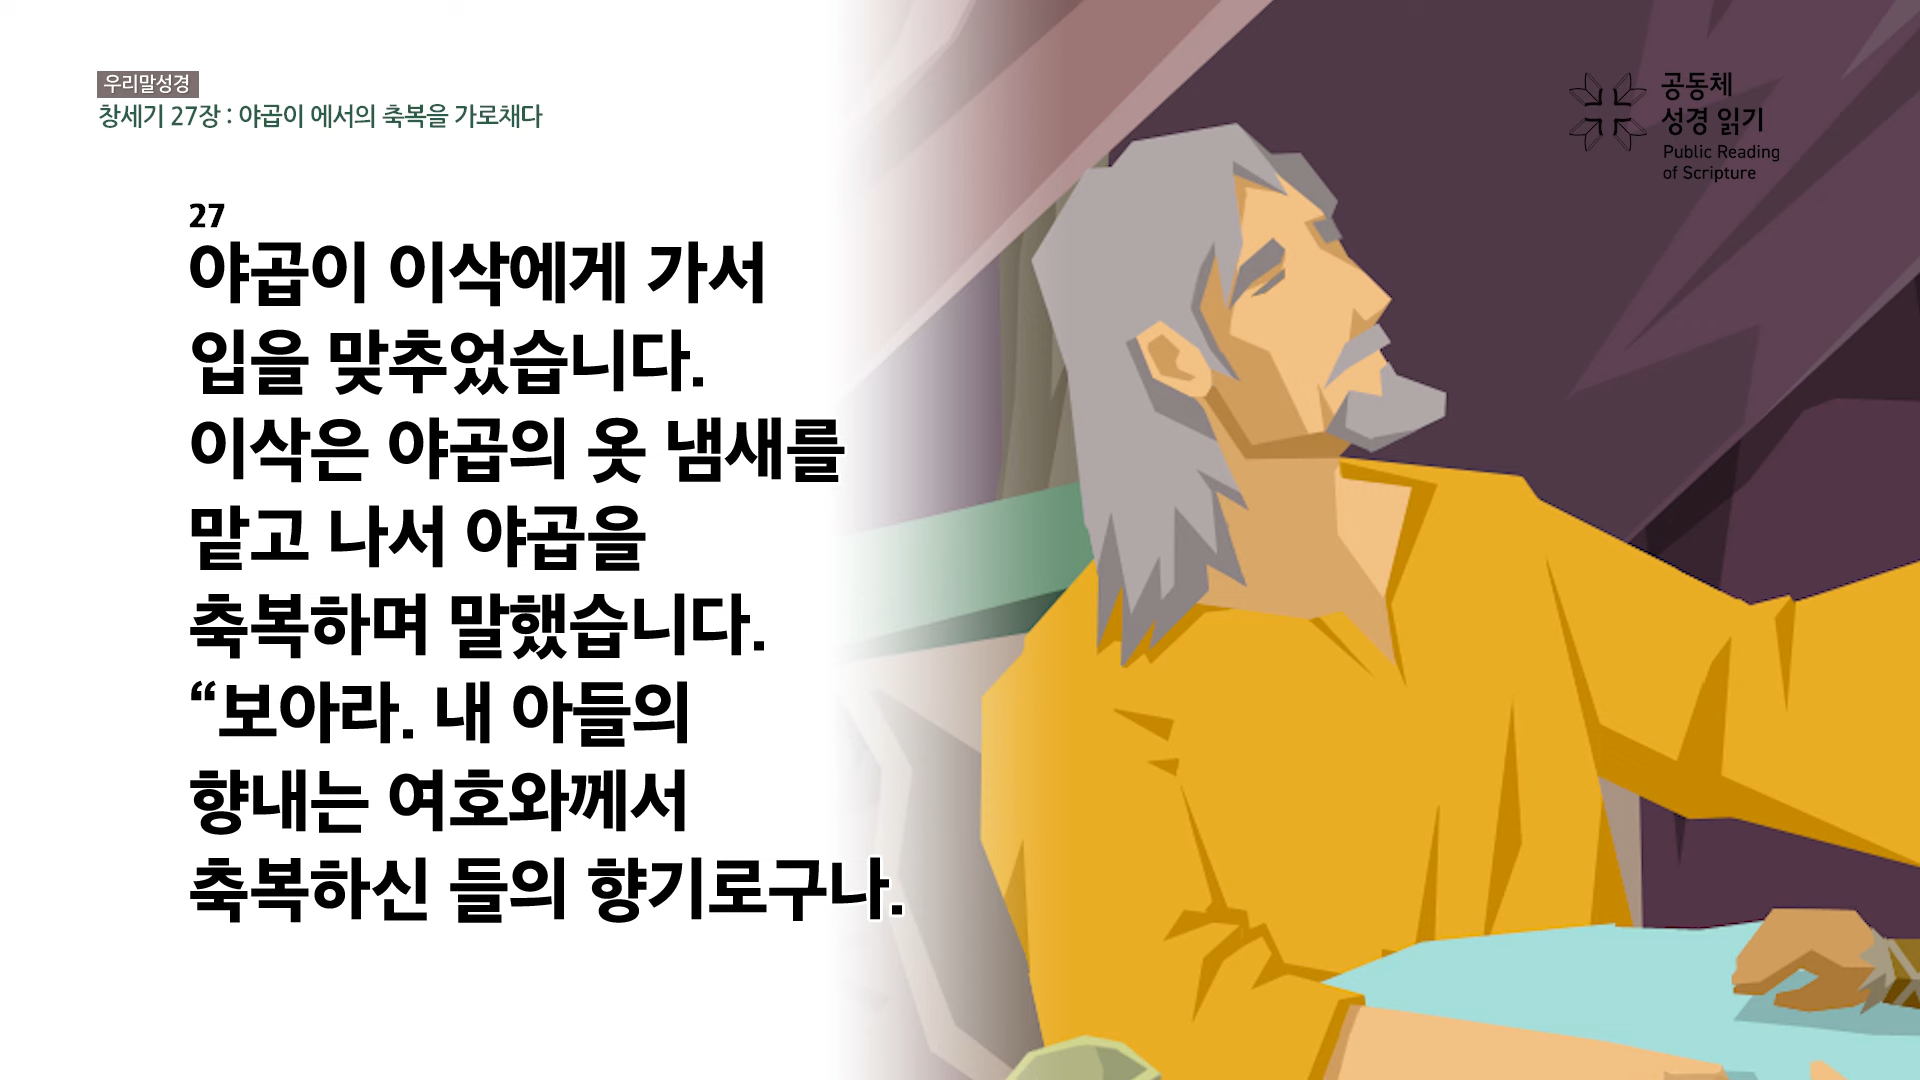 우리말성경
창세기 27장 : 야곱이 에서의 축복을 가로채다
공동체
성경 읽기
Public Reading
of Scripture
27
야곱이 이삭에게 가서
입을 맞추었습니다.
이삭은 야곱의 옷 냄새를
맡고 나서 야곱을
축복하며 말했습니다.
“보아라. 내 아들의
향내는 여호와께서
축복하신 들의 향기로구나.